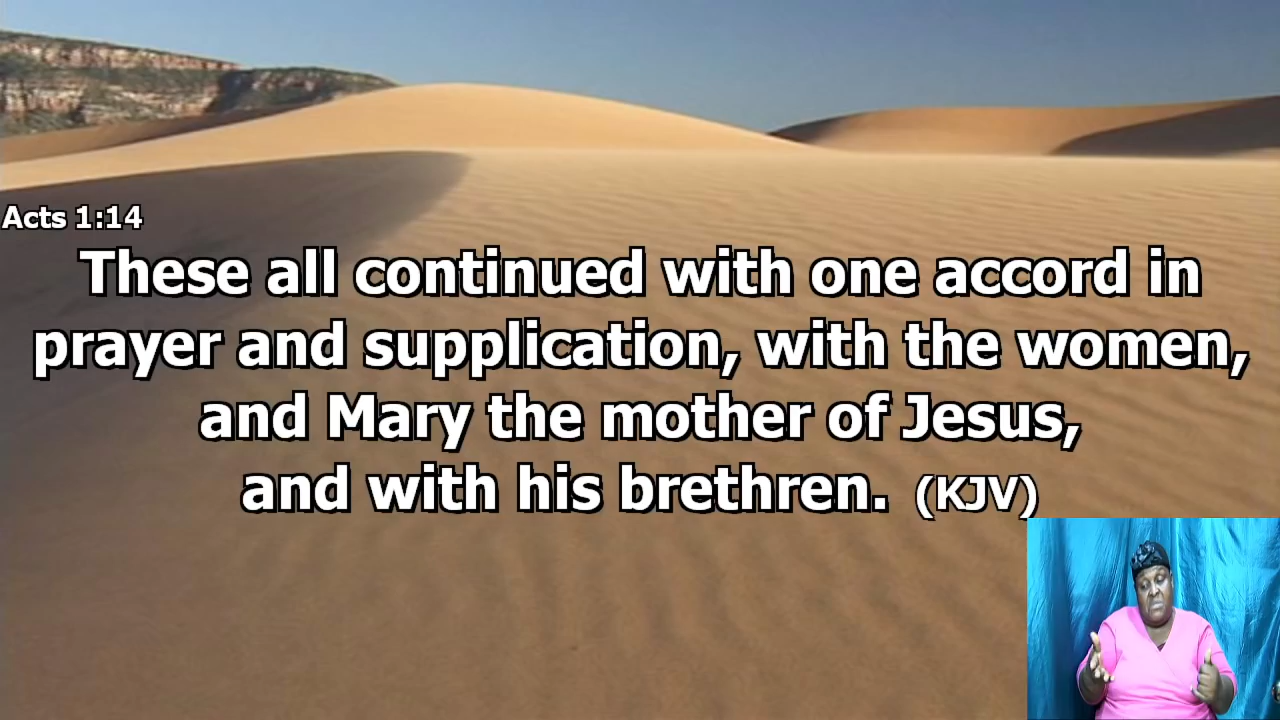 Acts 1:14
These all continued with one accord in
prayer and supplication, with the women,
and Mary the mother of Jesus,
and with his brethren. (KJV)